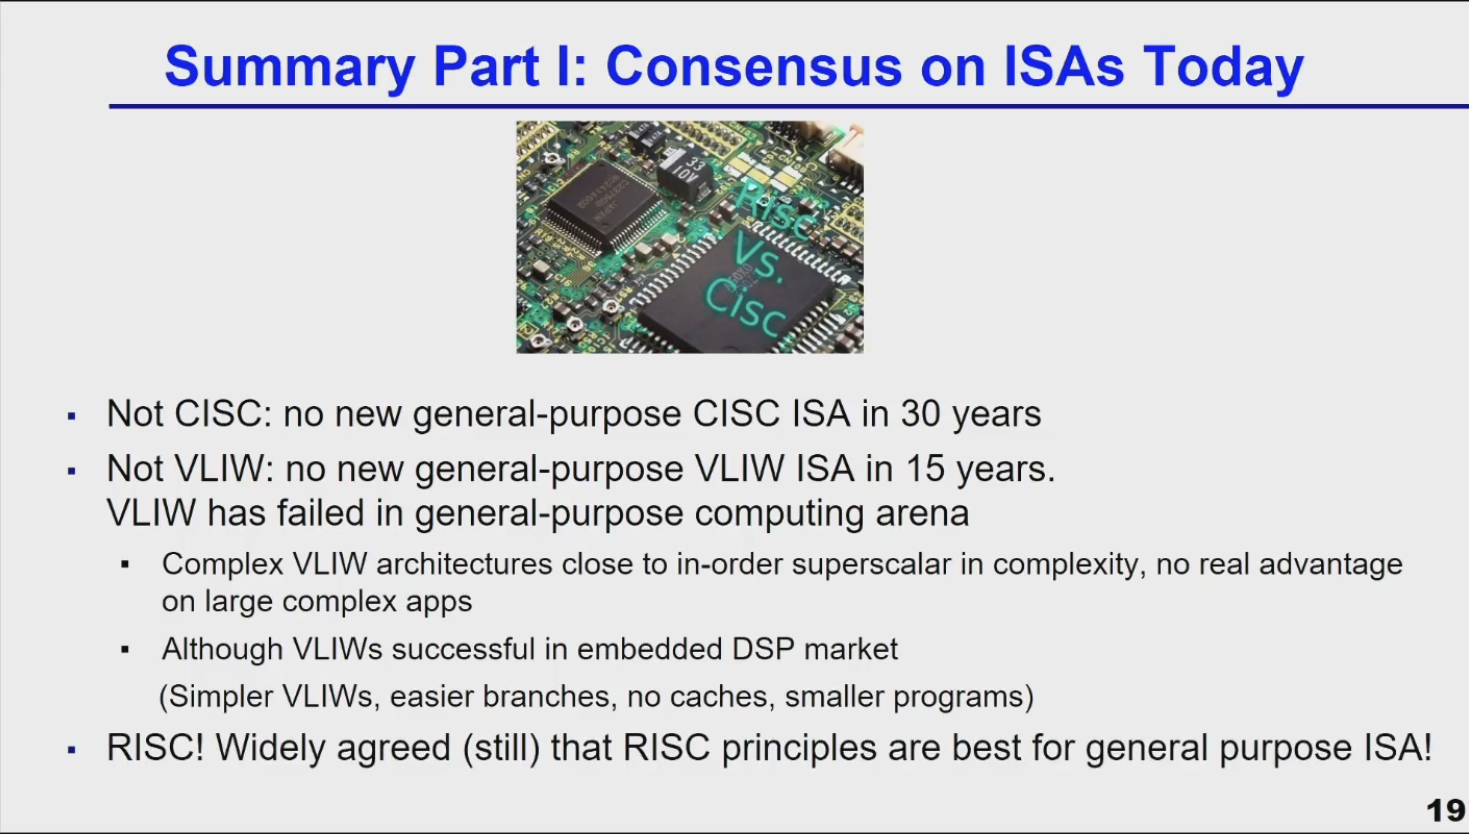 Summary Part I: Consensus on ISAs Today
33
10V
JAPAN
Risc
Vs.
Cisc
▪ Not CISC: no new general-purpose CISC ISA in 30 years
▪ Not VLIW: no new general-purpose VLIW ISA in 15 years.
VLIW has failed in general-purpose computing arena
▪ Complex VLIW architectures close to in-order superscalar in complexity, no real advantage
on large complex apps
▪ Although VLIWs successful in embedded DSP market
(Simpler VLIWs, easier branches, no caches, smaller programs)
▪ RISC! Widely agreed (still) that RISC principles are best for general purpose ISA!
19